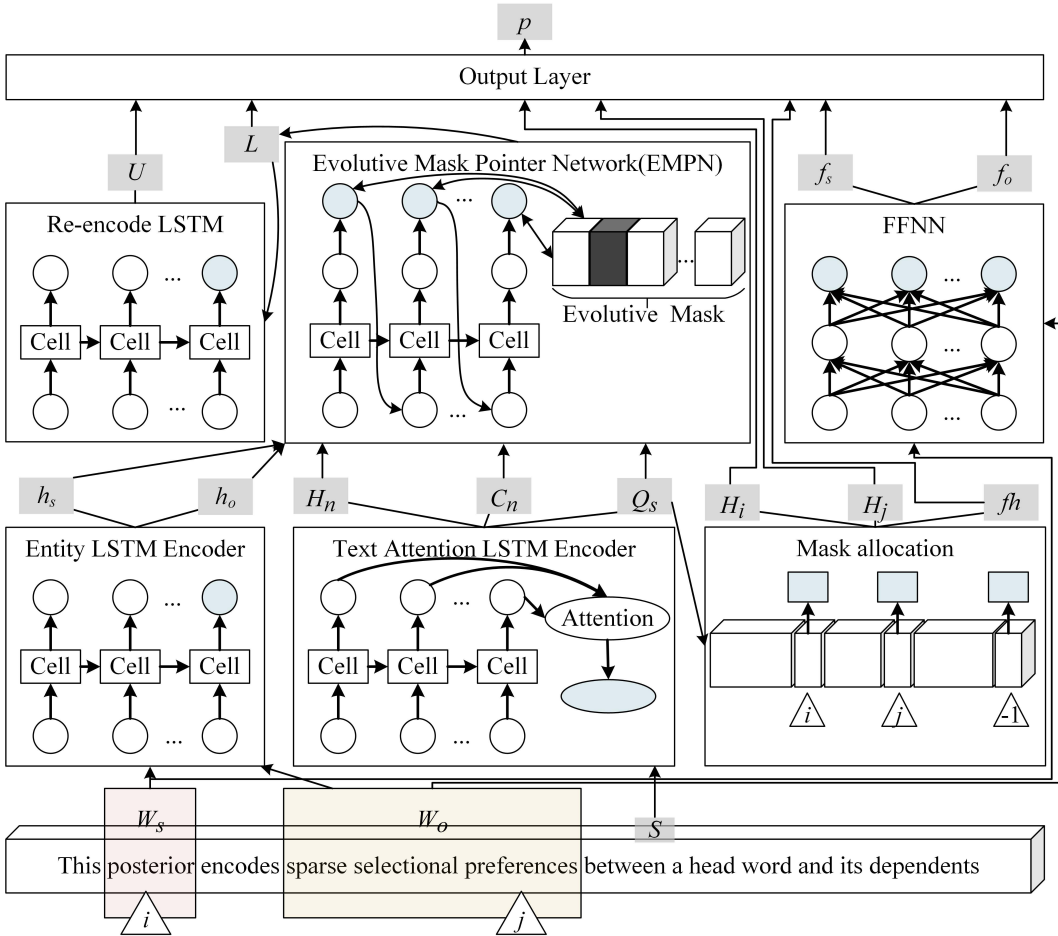 p
Output Layer
L
U
f_s
f_o
Evolutive Mask Pointer Network(EMPN)
...
...
Evolutive Mask
...
Re-encode LSTM
...
Cell Cell Cell
...
Cell Cell Cell
...
FFNN
...
...
...
h_s
h_o
H_n
C_n
Q_s
H_i
H_j
fh
Entity LSTM Encoder
...
Cell Cell Cell
...
Text Attention LSTM Encoder
...
Attention
Cell Cell Cell
...
Mask allocation
i j -1
W_s
W_o
S
This posterior encodes sparse selectional preferences between a head word and its dependents
i
j